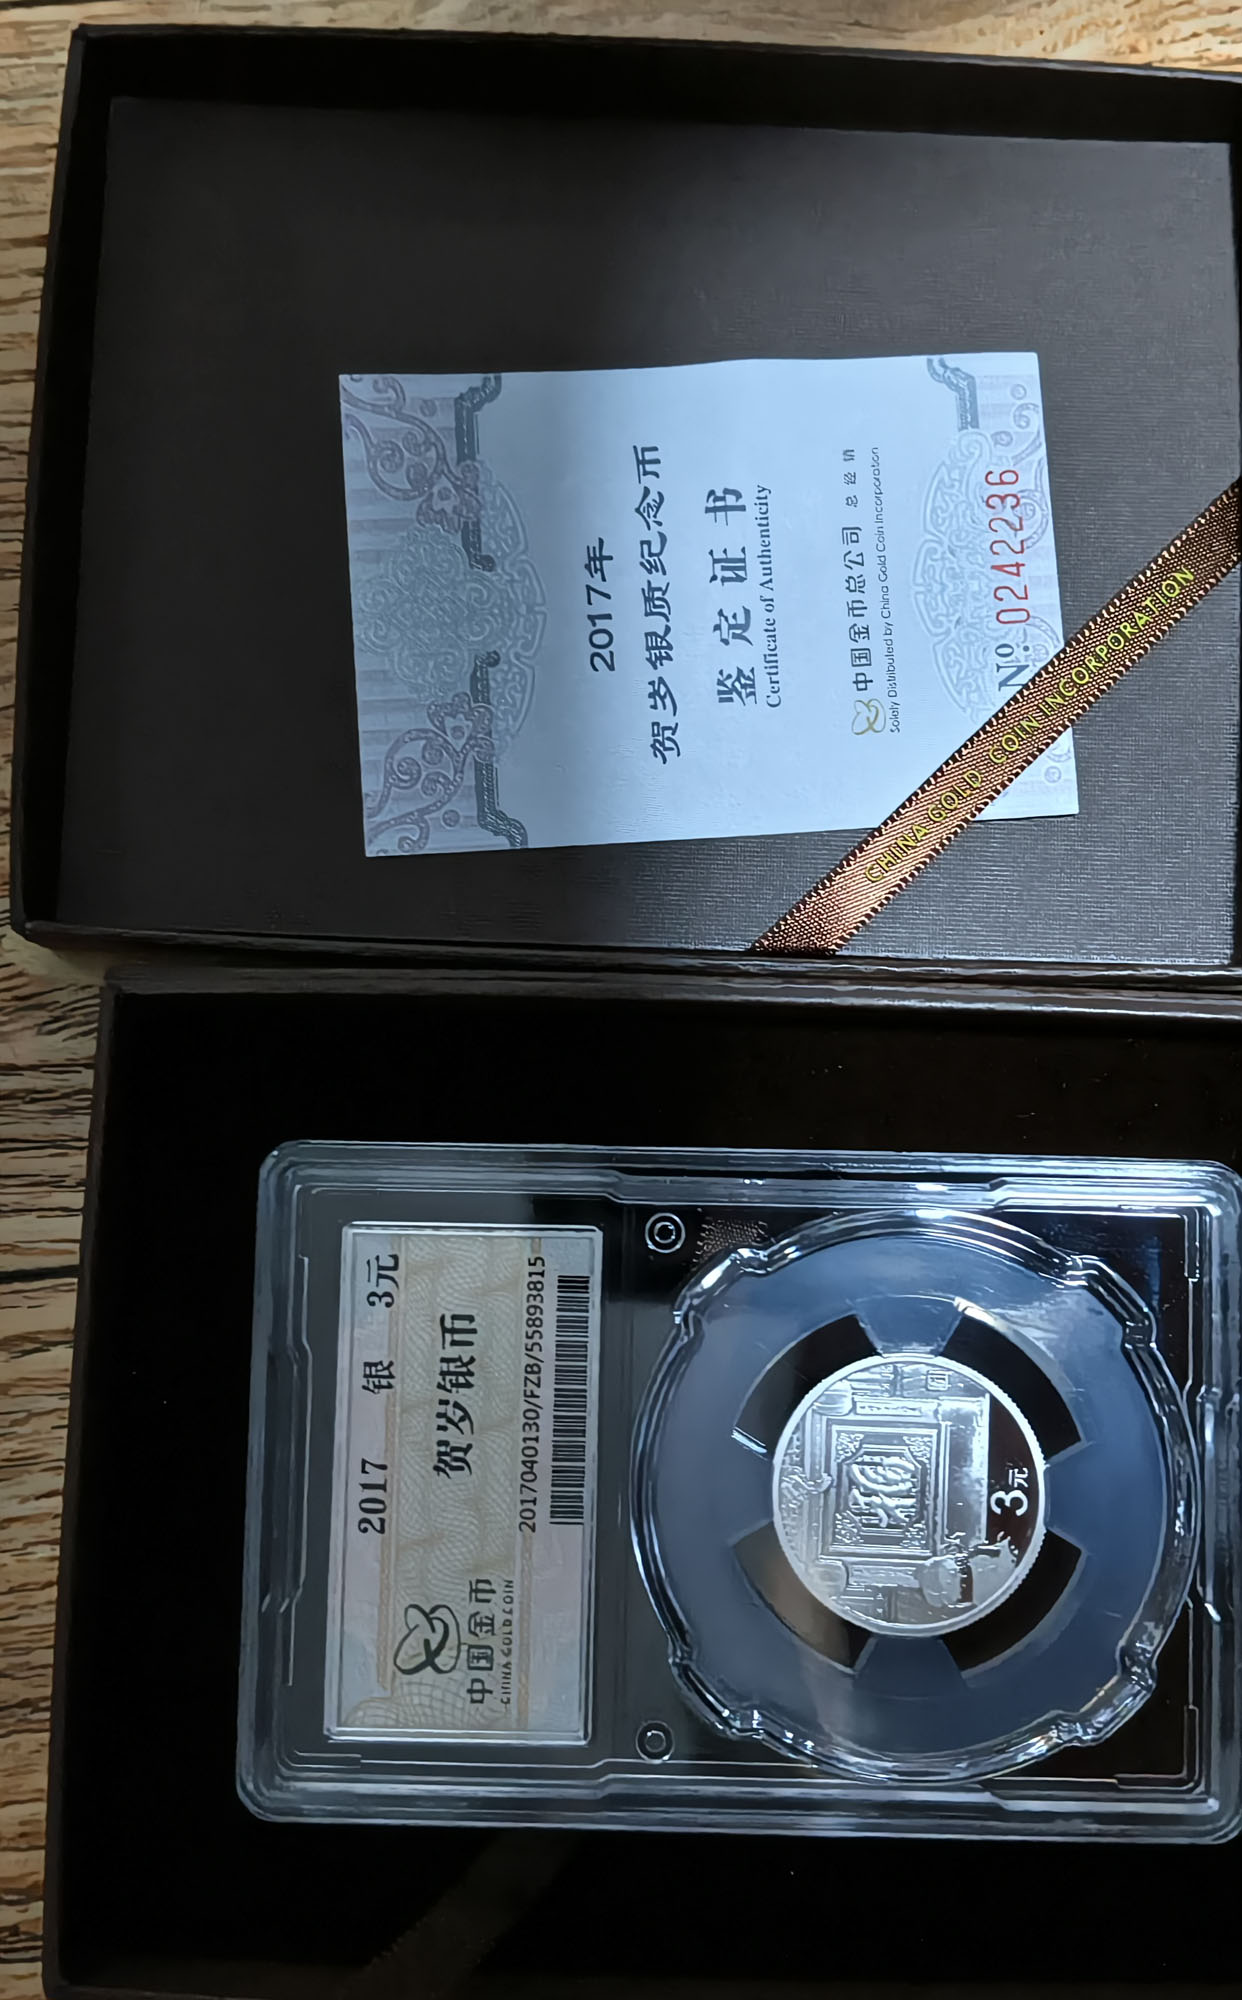 2017年
贺岁银质纪念币
鉴定证书
Certificate of Authenticity
中国金币总公司 总经销
Solely Distributed by China Gold Coin Incorporation
No. 0242236
CHINA GOLD COIN INCORPORATION
2017 银 3元
贺岁银币
中国金币
CHINA GOLD COIN
2017040130/FZB/55893815
福
3元